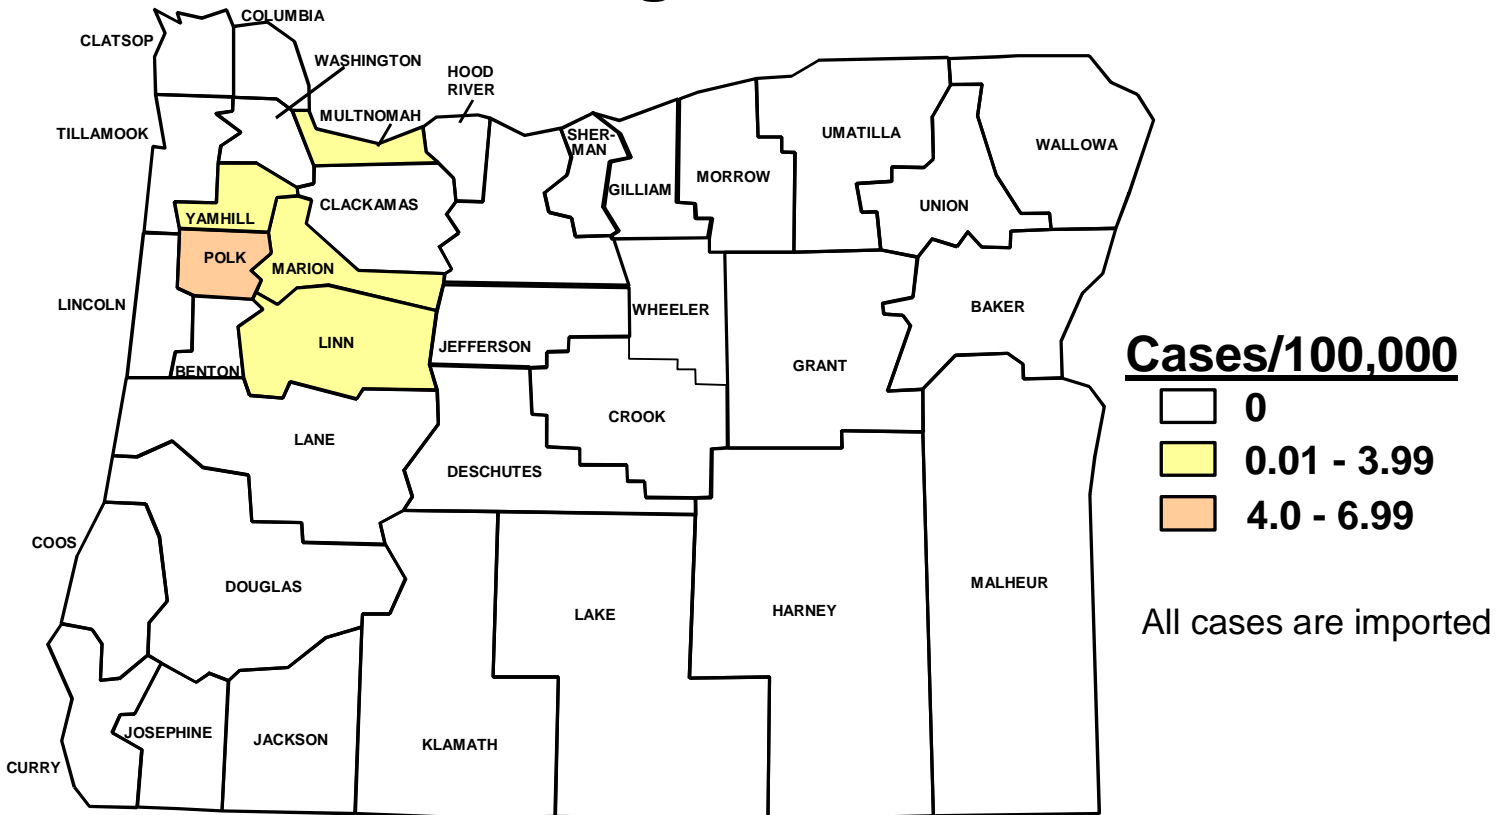 COLUMBIA
CLATSOP
WASHINGTON
HOOD
RIVER
MULTNOMAH
TILLAMOOK
SHER-
MAN
UMATILLA
WALLOWA
MORROW
GILLIAM
CLACKAMAS
UNION
YAMHILL
POLK
MARION
LINCOLN
WHEELER
BAKER
LINN
JEFFERSON
BENTON
GRANT
CROOK
LANE
DESCHUTES
COOS
DOUGLAS
LAKE
HARNEY
MALHEUR
JOSEPHINE
JACKSON
KLAMATH
CURRY
Cases/100,000
0
0.01 - 3.99
4.0 - 6.99
All cases are imported